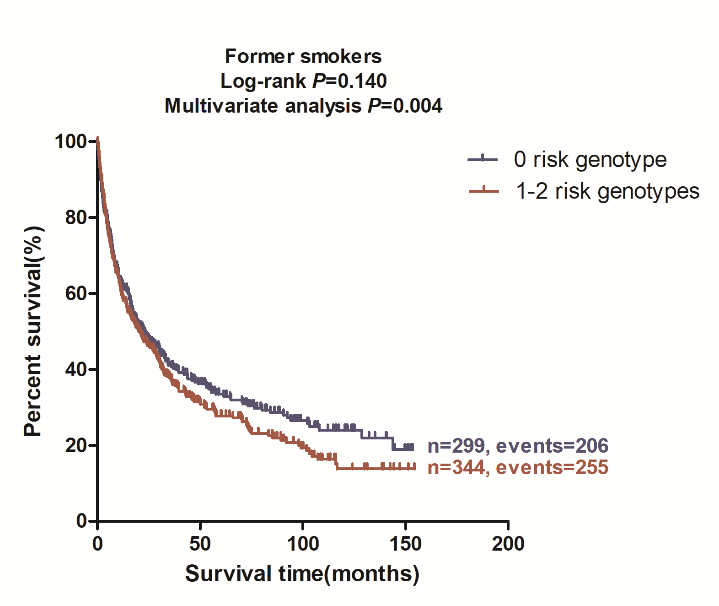 Former smokers
Log-rank P=0.140
Multivariate analysis P=0.004
0 risk genotype
1-2 risk genotypes
Percent survival(%)
100
80
60
40
20
0
n=299, events=206
n=344, events=255
0 50 100 150 200
Survival time(months)